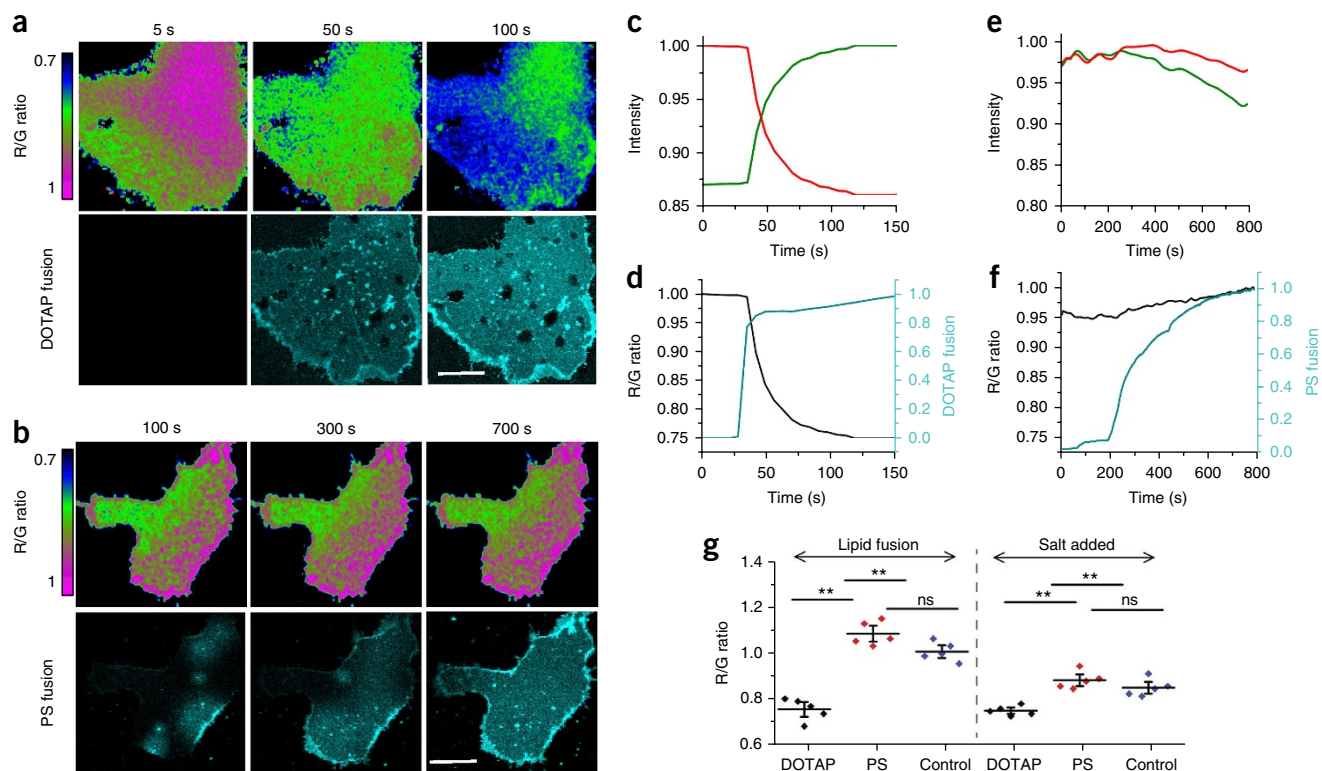 a
5 s 50 s 100 s
0.7
R/G ratio
1
DOTAP fusion
b
100 s 300 s 700 s
0.7
R/G ratio
1
PS fusion
c
1.00
0.95
0.90
0.85
Intensity
0 50 100 150
Time (s)
d
1.00
0.95
0.90
0.85
0.80
0.75
R/G ratio
1.0
0.8
0.6
0.4
0.2
0.0
DOTAP fusion
0 50 100 150
Time (s)
e
1.00
0.95
0.90
0.85
0.80
Intensity
0 200 400 600 800
Time (s)
f
1.00
0.95
0.90
0.85
0.80
0.75
R/G ratio
1.0
0.8
0.6
0.4
0.2
0.0
PS fusion
0 200 400 600 800
Time (s)
g
Lipid fusion Salt added
1.4
1.2
1.0
0.8
0.6
R/G ratio
** ** ns ** ** ns
DOTAP PS Control DOTAP PS Control